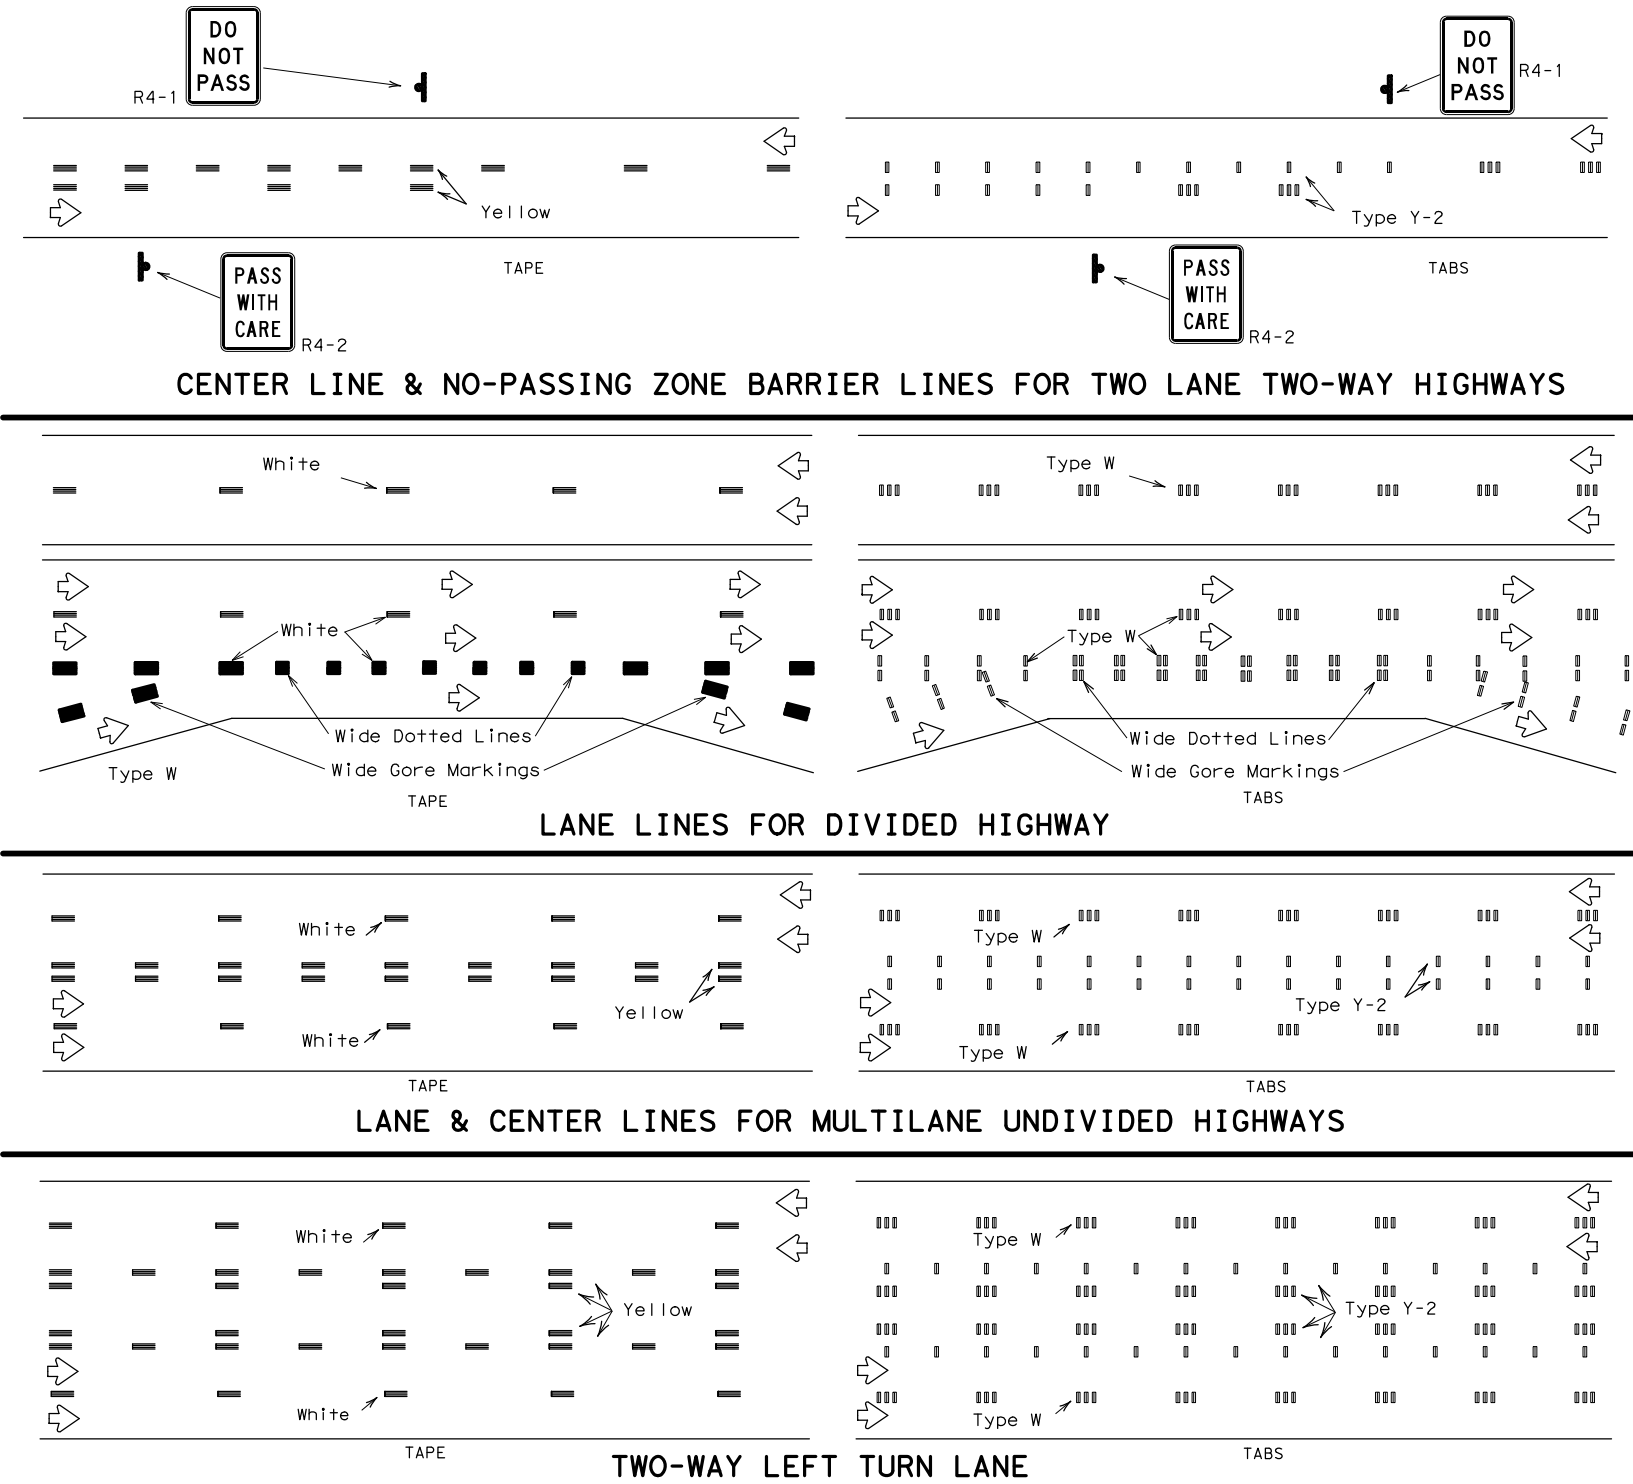 DO
NOT
PASS
R4-1
DO
NOT
PASS
R4-1
Yellow
Type Y-2
TAPE
TABS
PASS
WITH
CARE
R4-2
PASS
WITH
CARE
R4-2
CENTER LINE & NO-PASSING ZONE BARRIER LINES FOR TWO LANE TWO-WAY HIGHWAYS
White
Type W
White
Type W
Wide Dotted Lines
Wide Dotted Lines
Type W
Wide Gore Markings
Wide Gore Markings
TAPE
TABS
LANE LINES FOR DIVIDED HIGHWAY
White
Type W
Yellow
Type Y-2
White
Type W
TAPE
TABS
LANE & CENTER LINES FOR MULTILANE UNDIVIDED HIGHWAYS
White
Type W
Yellow
Type Y-2
White
Type W
TAPE
TABS
TWO-WAY LEFT TURN LANE